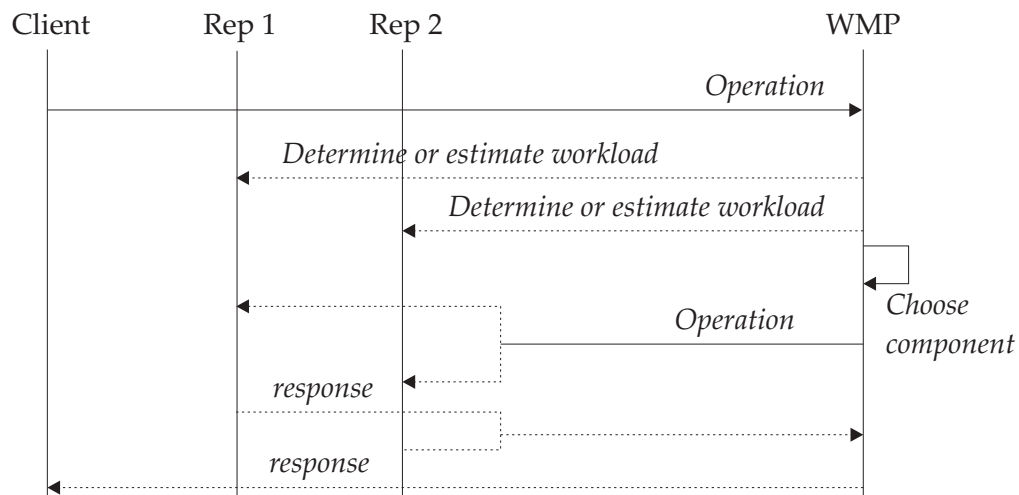 Client Rep 1 Rep 2 WMP
Operation
Determine or estimate workload
Determine or estimate workload
Choose
component
Operation
response
response